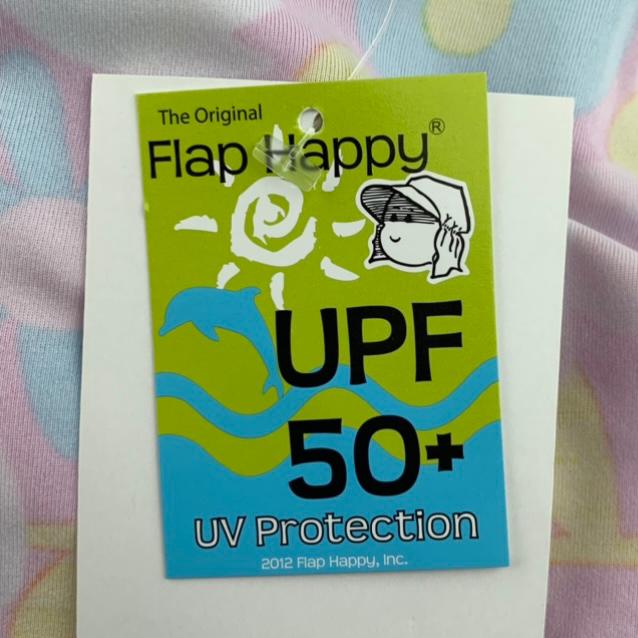 The Original
Flap Happy®
UPF
50+
UV Protection
2012 Flap Happy, Inc.